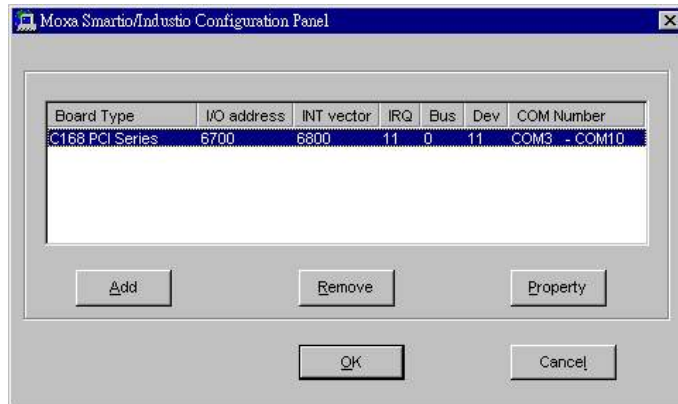 Moxa Smartio/Industio Configuration Panel
Board Type I/O address INT vector IRQ Bus Dev COM Number
C168 PCI Series 6700 6800 11 0 11 COM3 - COM10
Add Remove Property
OK Cancel